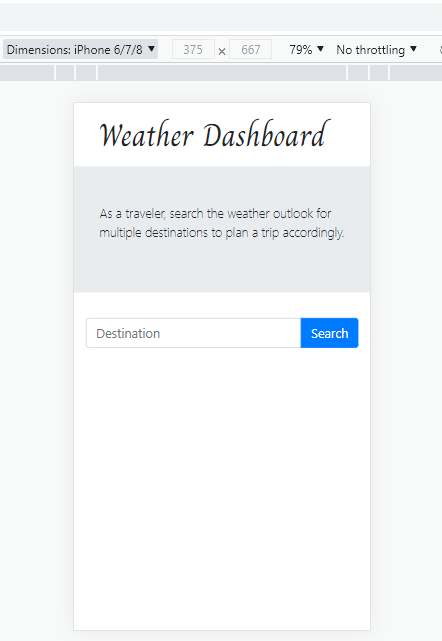 Dimensions: iPhone 6/7/8 ▼ 375 × 667 79% ▼ No throttling ▼
Weather Dashboard
As a traveler, search the weather outlook for
multiple destinations to plan a trip accordingly.
Destination Search